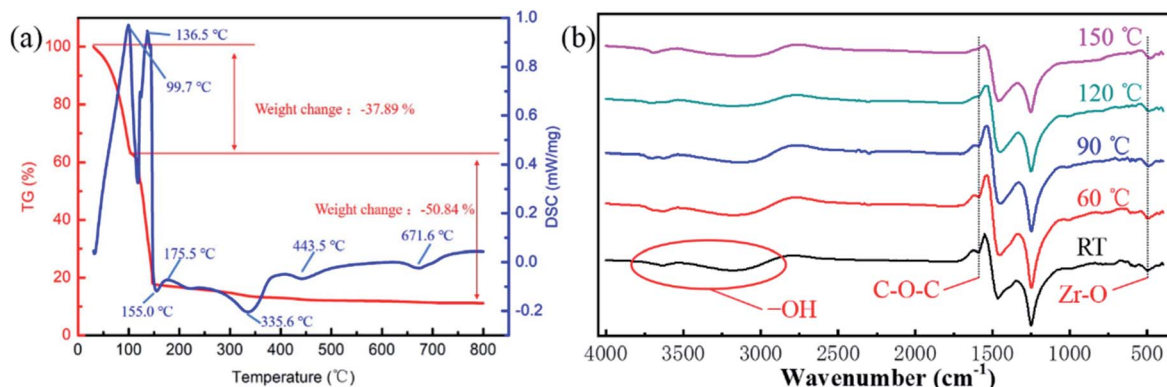 (a)
136.5 ℃
99.7 ℃
Weight change：-37.89 %
Weight change：-50.84 %
175.5 ℃
443.5 ℃
671.6 ℃
155.0 ℃
335.6 ℃
TG (%)
100
80
60
40
20
0
DSC (mW/mg)
1.0
0.8
0.6
0.4
0.2
0.0
-0.2
0 100 200 300 400 500 600 700 800
Temperature (℃)
(b)
150 ℃
120 ℃
90 ℃
60 ℃
RT
C-O-C
Zr-O
−OH
4000 3500 3000 2500 2000 1500 1000 500
Wavenumber (cm⁻¹)